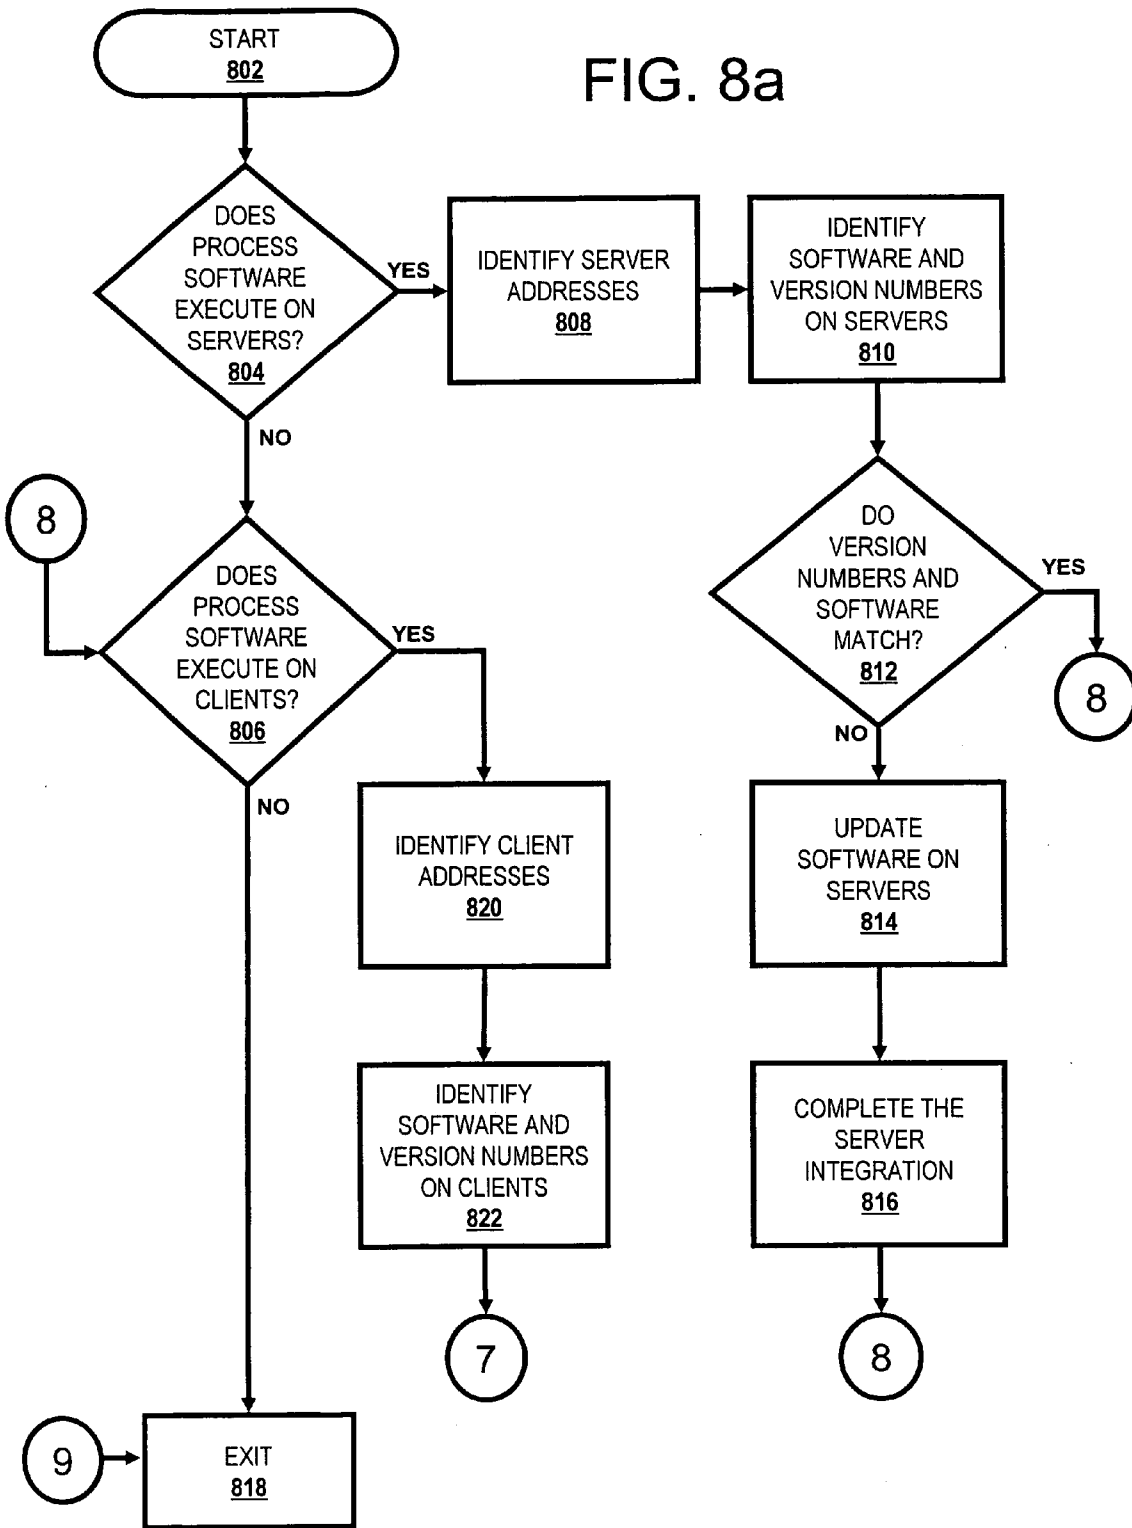 START
802
FIG. 8a
DOES
PROCESS
SOFTWARE
EXECUTE ON
SERVERS?
804
YES
IDENTIFY SERVER
ADDRESSES
808
IDENTIFY
SOFTWARE AND
VERSION NUMBERS
ON SERVERS
810
NO
8
DOES
PROCESS
SOFTWARE
EXECUTE ON
CLIENTS?
806
YES
DO
VERSION
NUMBERS AND
SOFTWARE
MATCH?
812
YES
8
NO
NO
IDENTIFY CLIENT
ADDRESSES
820
UPDATE
SOFTWARE ON
SERVERS
814
IDENTIFY
SOFTWARE AND
VERSION NUMBERS
ON CLIENTS
822
COMPLETE THE
SERVER
INTEGRATION
816
7
8
9
EXIT
818